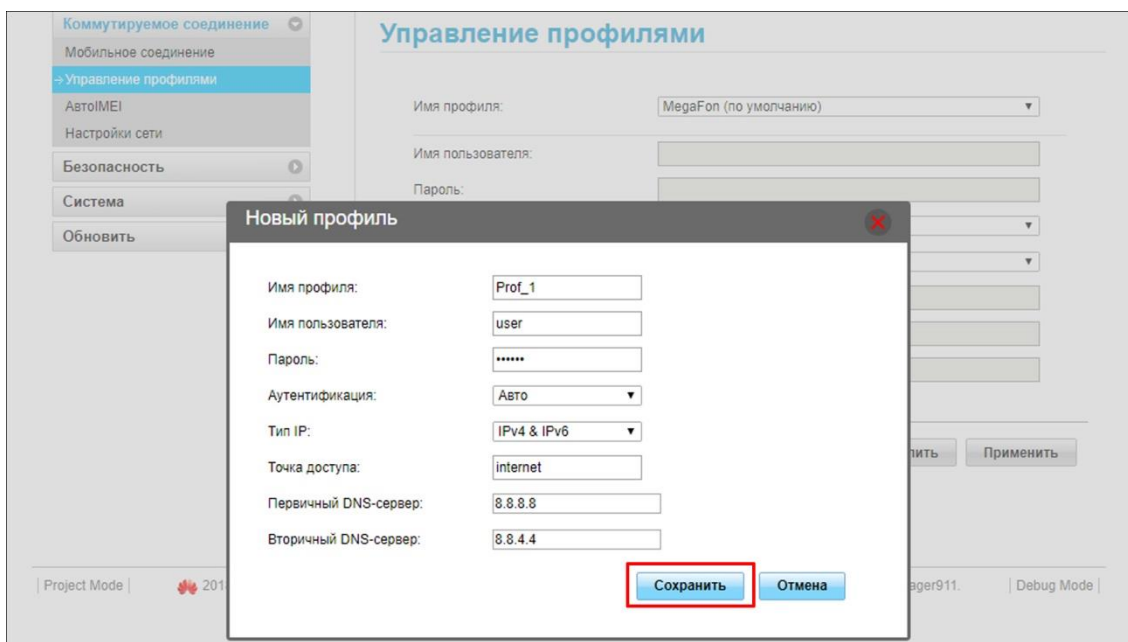 Коммутируемое соединение
Мобильное соединение
Управление профилями
АвтоIMEI
Настройки сети
Безопасность
Система
Обновить
Управление профилями
Имя профиля: MegaFon (по умолчанию)
Имя пользователя:
Пароль:
Новый профиль
Имя профиля: Prof_1
Имя пользователя: user
Пароль: ••••••
Аутентификация: Авто
Тип IP: IPv4 & IPv6
Точка доступа: internet
Первичный DNS-сервер: 8.8.8.8
Вторичный DNS-сервер: 8.8.4.4
Сохранить Отмена
Применить
Project Mode
Debug Mode